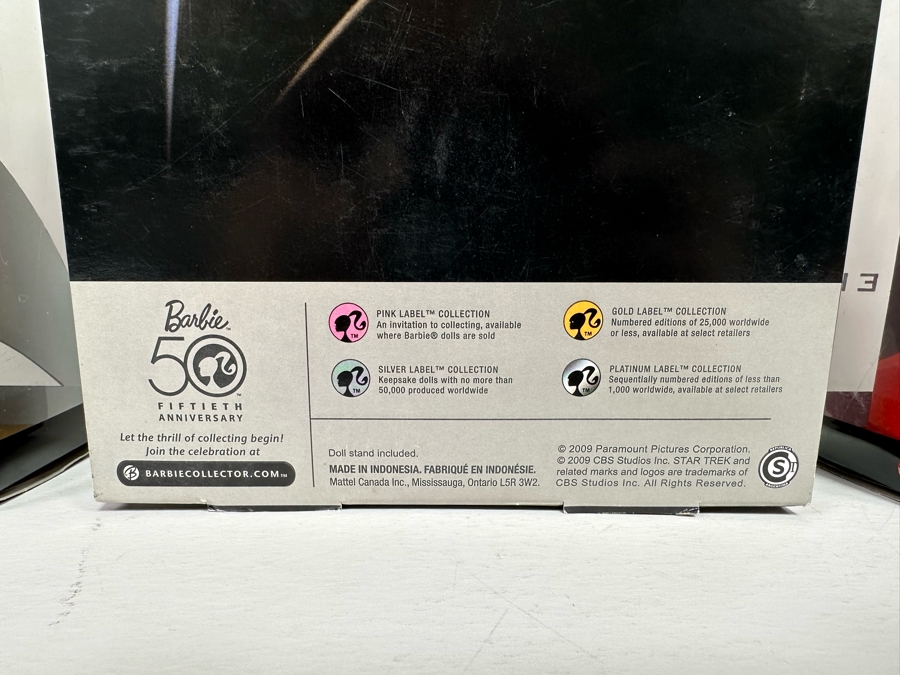 Barbie™
50
FIFTIETH
ANNIVERSARY
Let the thrill of collecting begin!
Join the celebration at
B BARBIECOLLECTOR.COM™
TM
PINK LABEL™ COLLECTION
An invitation to collecting, available
where Barbie® dolls are sold
TM
SILVER LABEL™ COLLECTION
Keepsake dolls with no more than
50,000 produced worldwide
TM
GOLD LABEL™ COLLECTION
Numbered editions of 25,000 worldwide
or less, available at select retailers
TM
PLATINUM LABEL™ COLLECTION
Sequentially numbered editions of less than
1,000 worldwide, available at select retailers
Doll stand included.
MADE IN INDONESIA. FABRIQUÉ EN INDONÉSIE.
Mattel Canada Inc., Mississauga, Ontario L5R 3W2.
© 2009 Paramount Pictures Corporation.
© 2009 CBS Studios Inc. STAR TREK and
related marks and logos are trademarks of
CBS Studios Inc. All Rights Reserved.
S